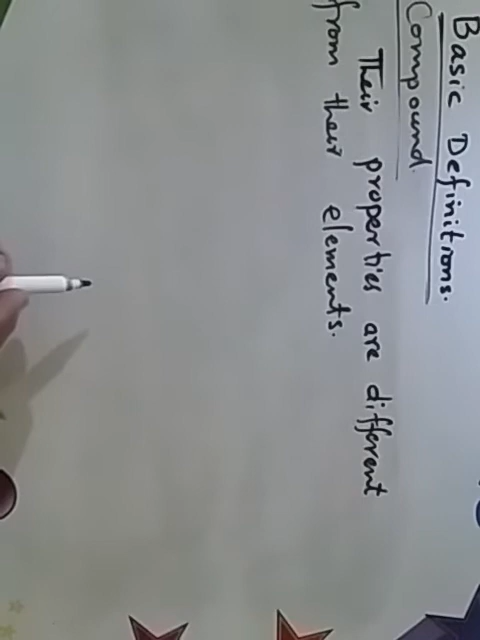 Basic Definitions.
Compound.
Their properties are different
from their elements.